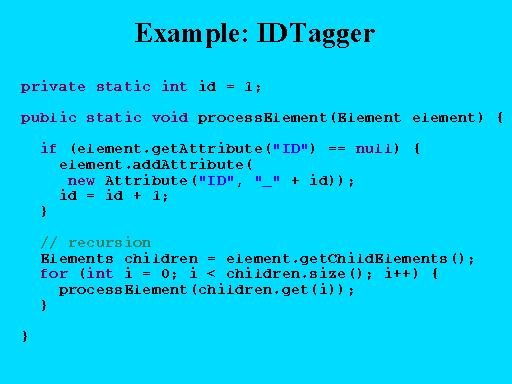 Example: IDTagger
private static int id = 1;
public static void processElement(Element element) {
if (element.getAttribute("ID") == null) {
element.addAttribute(
new Attribute("ID", "_" + id));
id = id + 1;
}
// recursion
Elements children = element.getChildElements();
for (int i = 0; i < children.size(); i++) {
processElement(children.get(i));
}
}